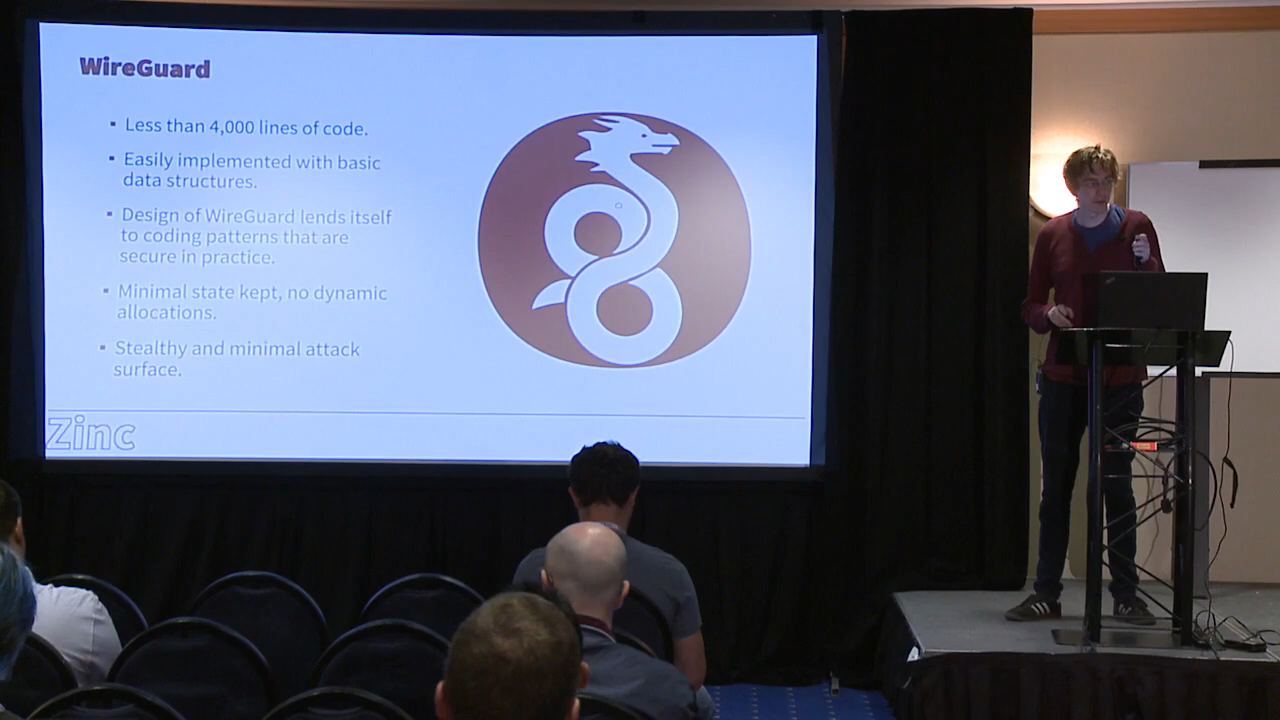 WireGuard
▪ Less than 4,000 lines of code.
▪ Easily implemented with basic
data structures.
▪ Design of WireGuard lends itself
to coding patterns that are
secure in practice.
▪ Minimal state kept, no dynamic
allocations.
▪ Stealthy and minimal attack
surface.
Zinc